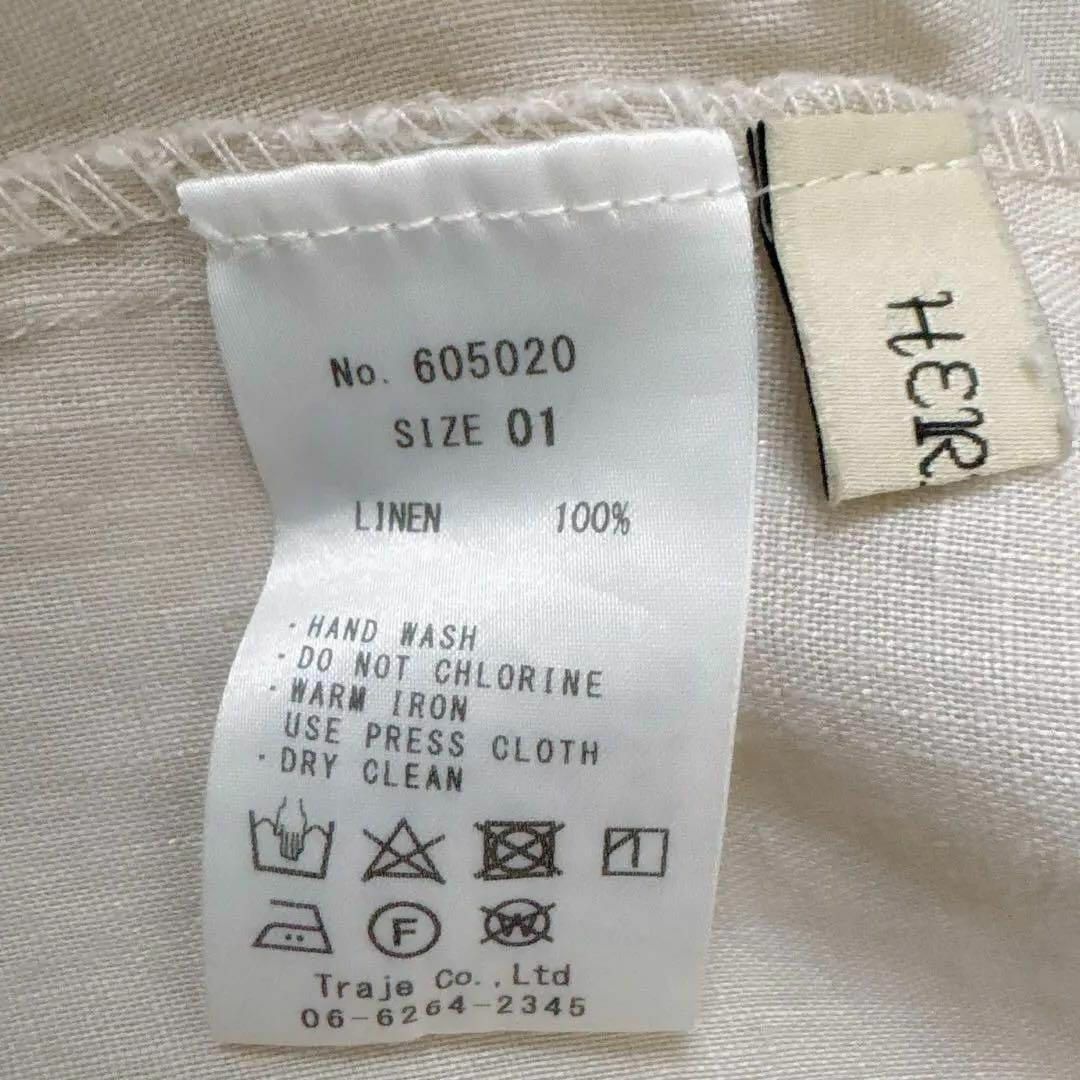 No. 605020
SIZE 01
LINEN 100%
・HAND WASH
・DO NOT CHLORINE
・WARM IRON
USE PRESS CLOTH
・DRY CLEAN
F
W
Traje Co.,Ltd
06-6264-2345
HER